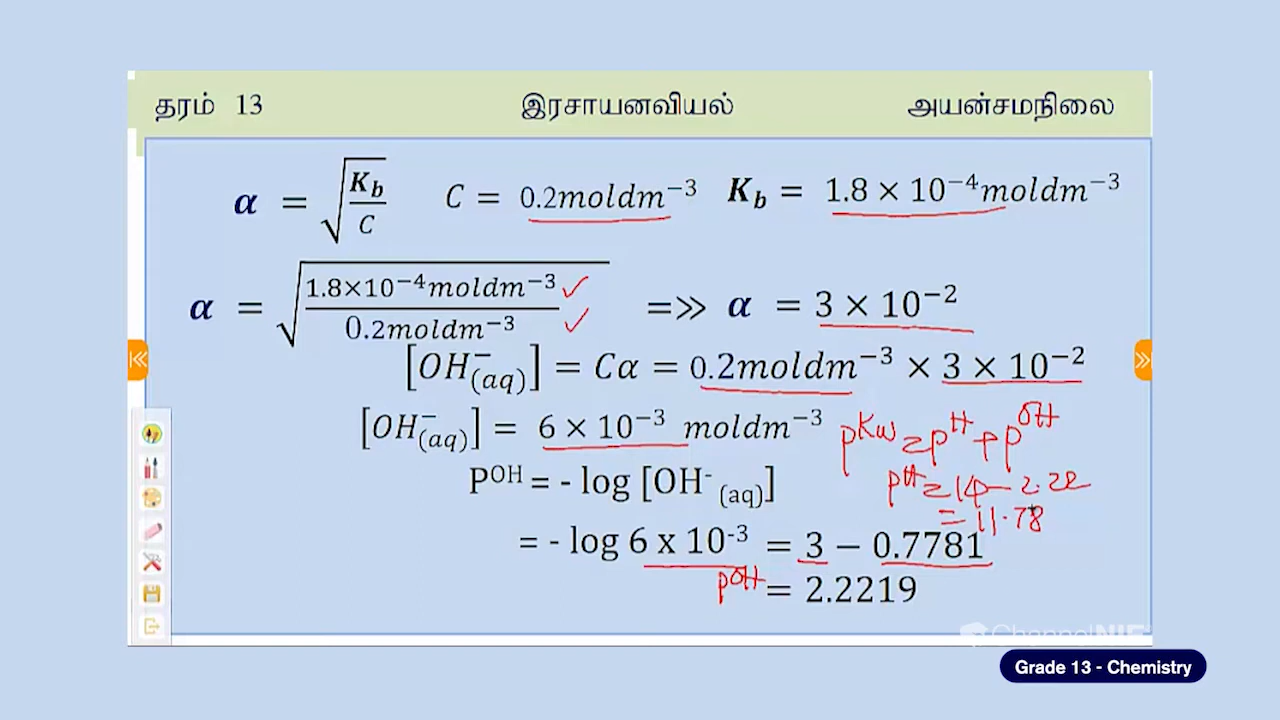 தரம் 13 இரசாயனவியல் அயன்சமநிலை
α = √(K_b/C) C = 0.2moldm⁻³ K_b = 1.8 × 10⁻⁴moldm⁻³
α = √(1.8×10⁻⁴moldm⁻³/0.2moldm⁻³) =≫ α = 3 × 10⁻²
[OH⁻(aq)] = Cα = 0.2moldm⁻³ × 3 × 10⁻²
[OH⁻(aq)] = 6 × 10⁻³ moldm⁻³
pKw = pH + pOH
P^OH = - log [OH⁻ (aq)]
pH = 14 - 2.22
= 11.78
= - log 6 x 10⁻³ = 3 − 0.7781
pOH = 2.2219
Channel NIE
Grade 13 - Chemistry